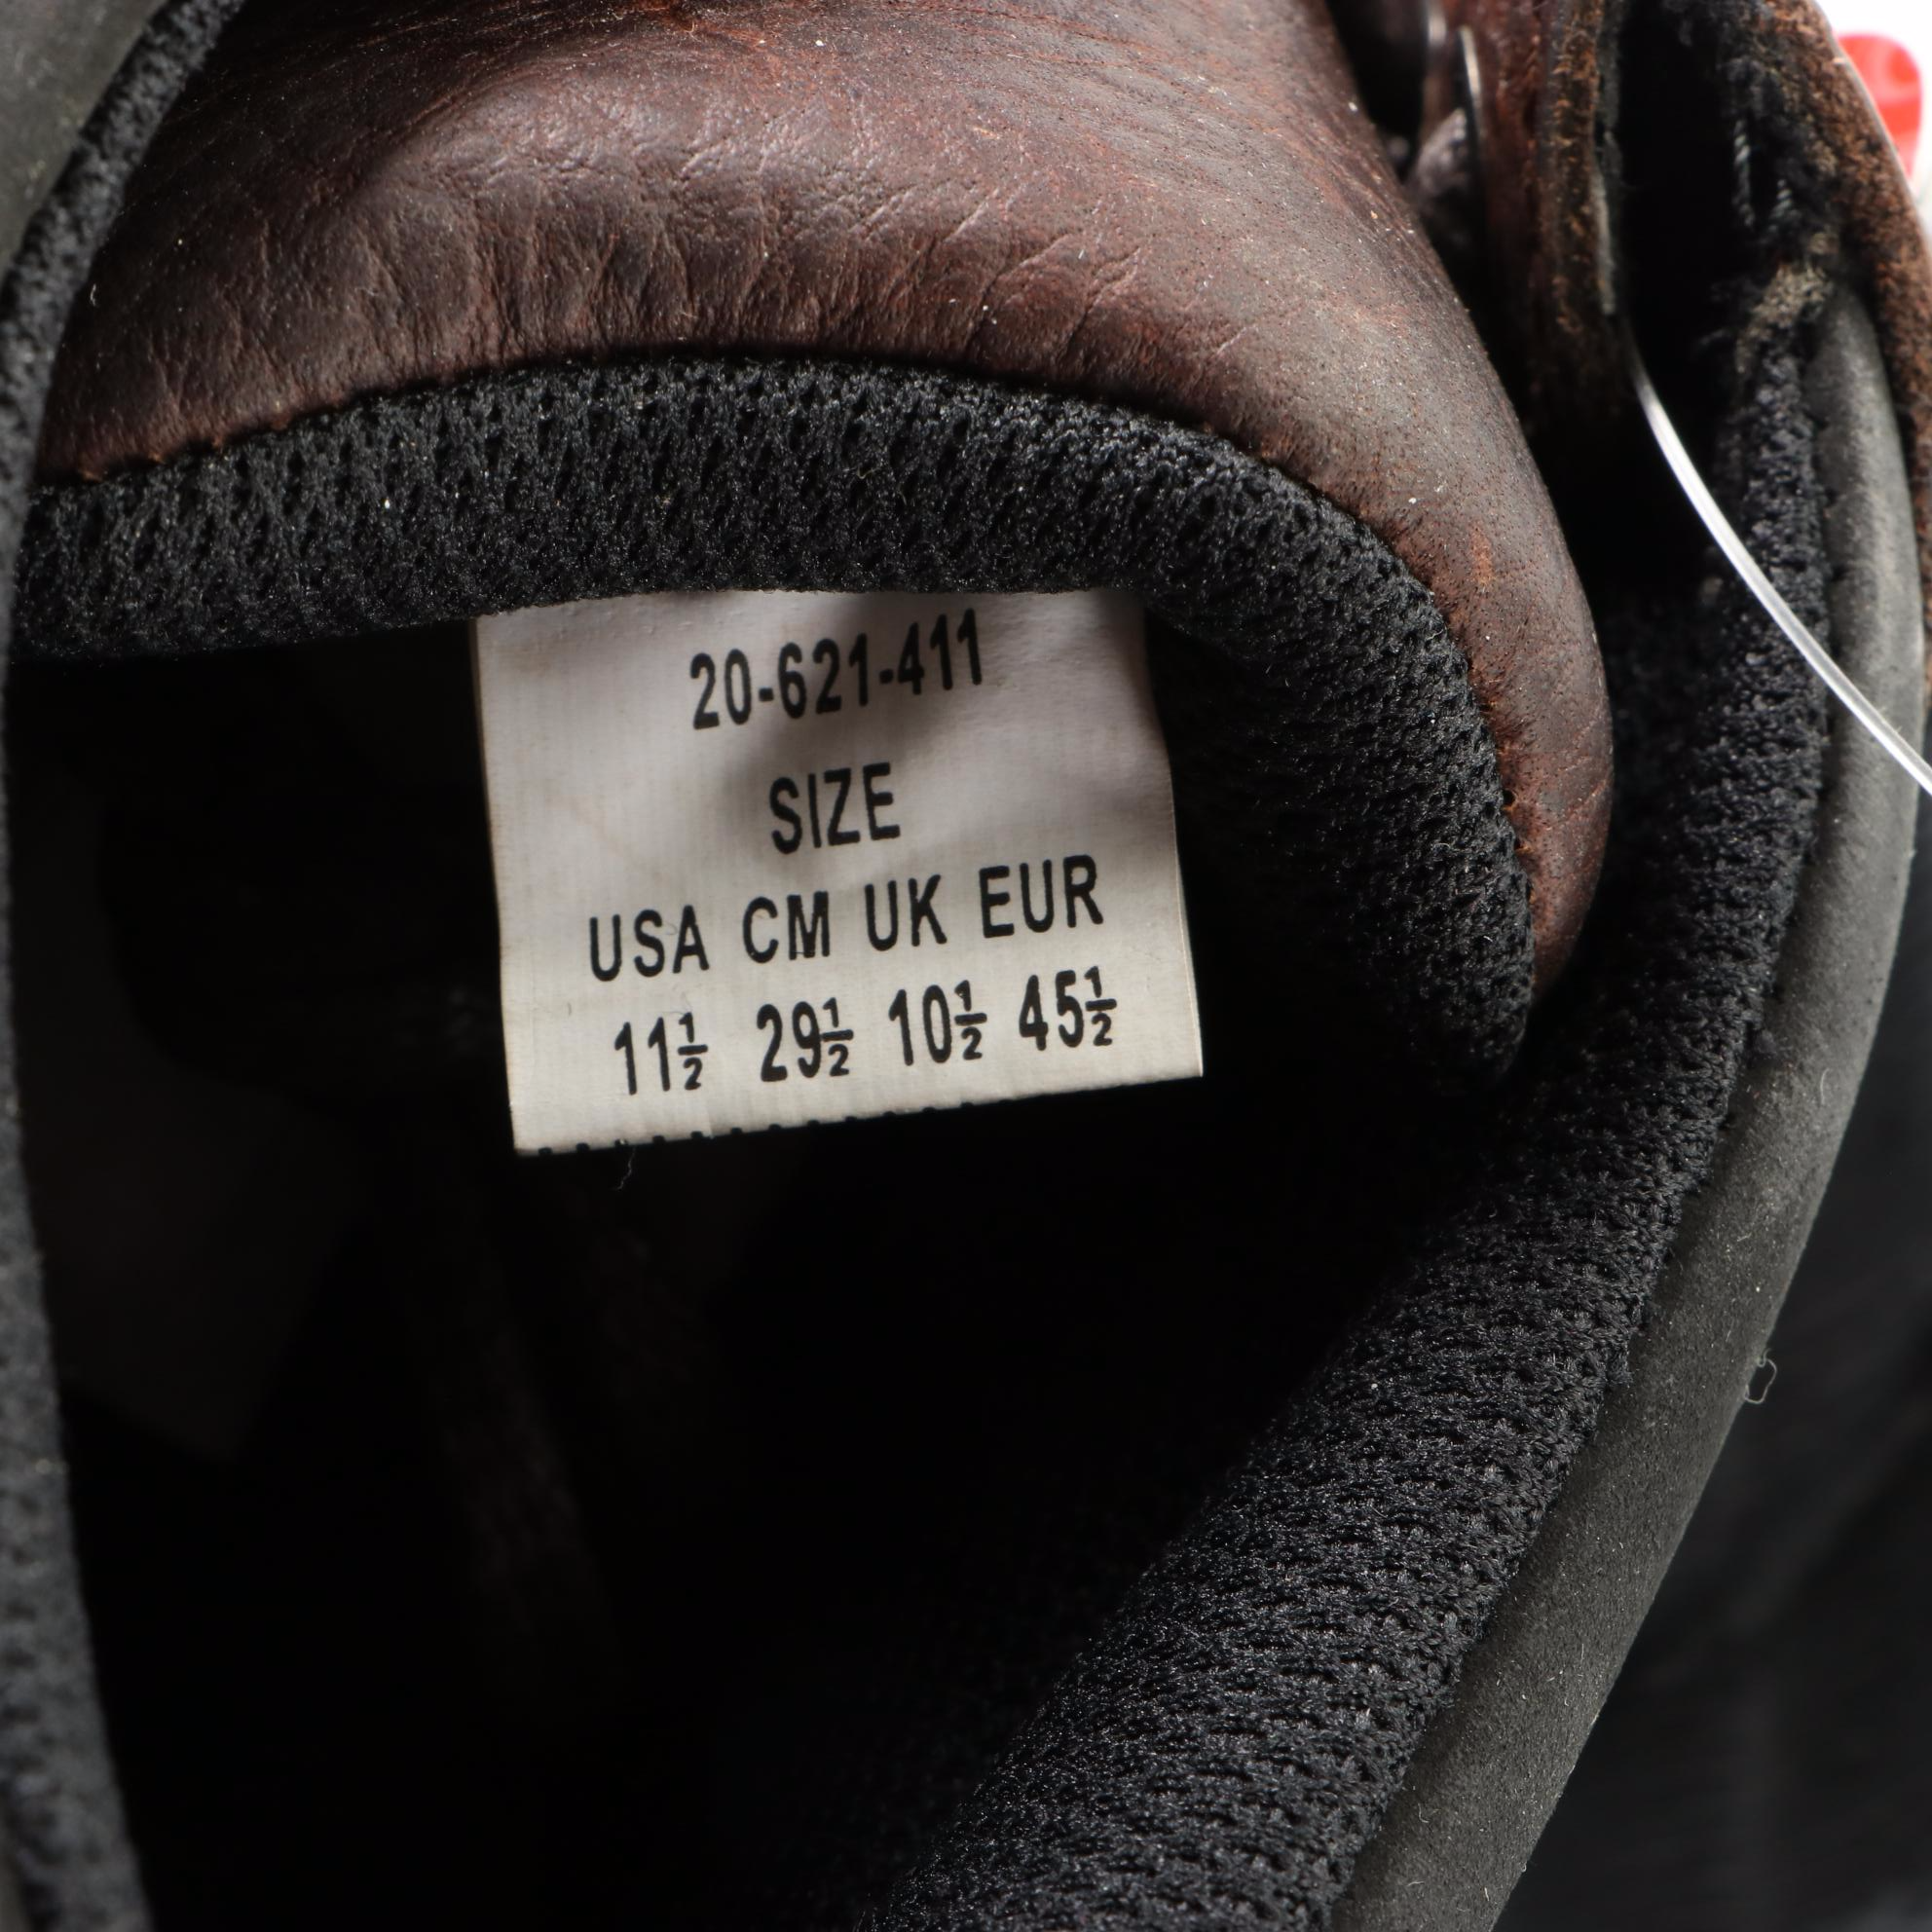 20-621-411
SIZE
USA CM UK EUR
11½ 29½ 10½ 45½